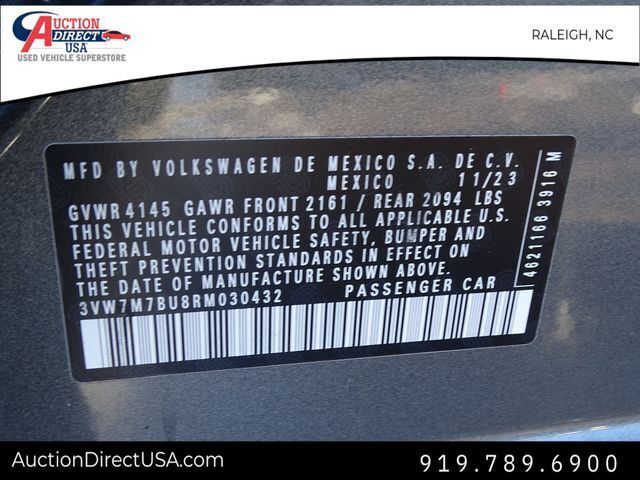 AUCTION
DIRECT
USA
USED VEHICLE SUPERSTORE
RALEIGH, NC
MFD BY VOLKSWAGEN DE MEXICO S.A. DE C.V.
MEXICO 11/23
GVWR 4145 GAWR FRONT 2161 / REAR 2094 LBS
THIS VEHICLE CONFORMS TO ALL APPLICABLE U.S.
FEDERAL MOTOR VEHICLE SAFETY, BUMPER AND
THEFT PREVENTION STANDARDS IN EFFECT ON
THE DATE OF MANUFACTURE SHOWN ABOVE.
3VW7M7BU8RM030432 PASSENGER CAR
4621166 3916 M
AuctionDirectUSA.com
919.789.6900